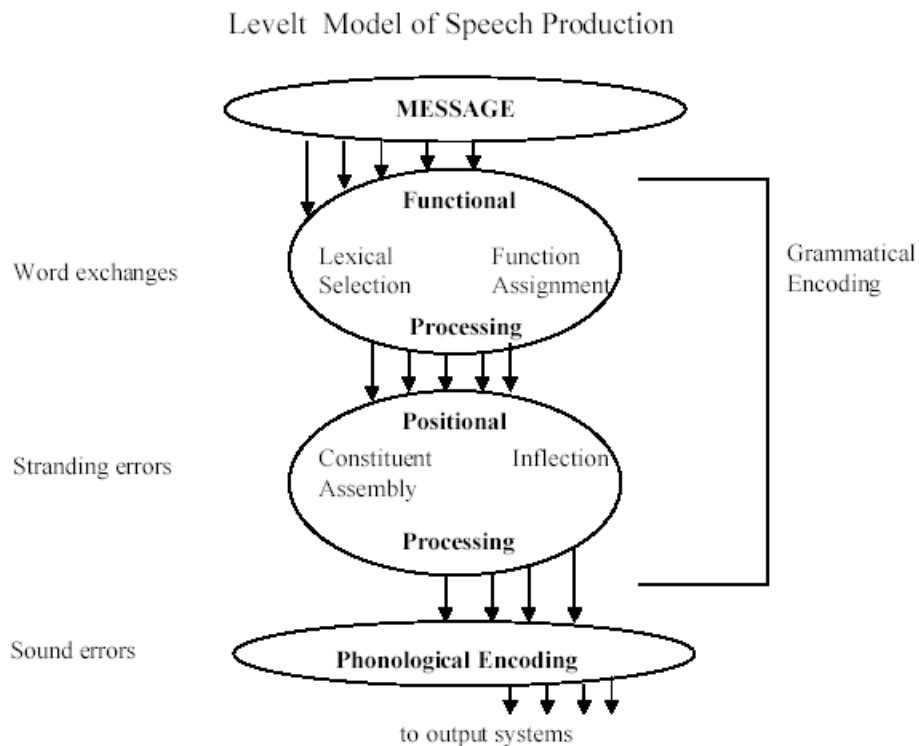 Levelt Model of Speech Production
MESSAGE
Functional
Lexical
Selection
Function
Assignment
Processing
Word exchanges
Grammatical
Encoding
Positional
Constituent
Assembly
Inflection
Processing
Stranding errors
Sound errors
Phonological Encoding
to output systems